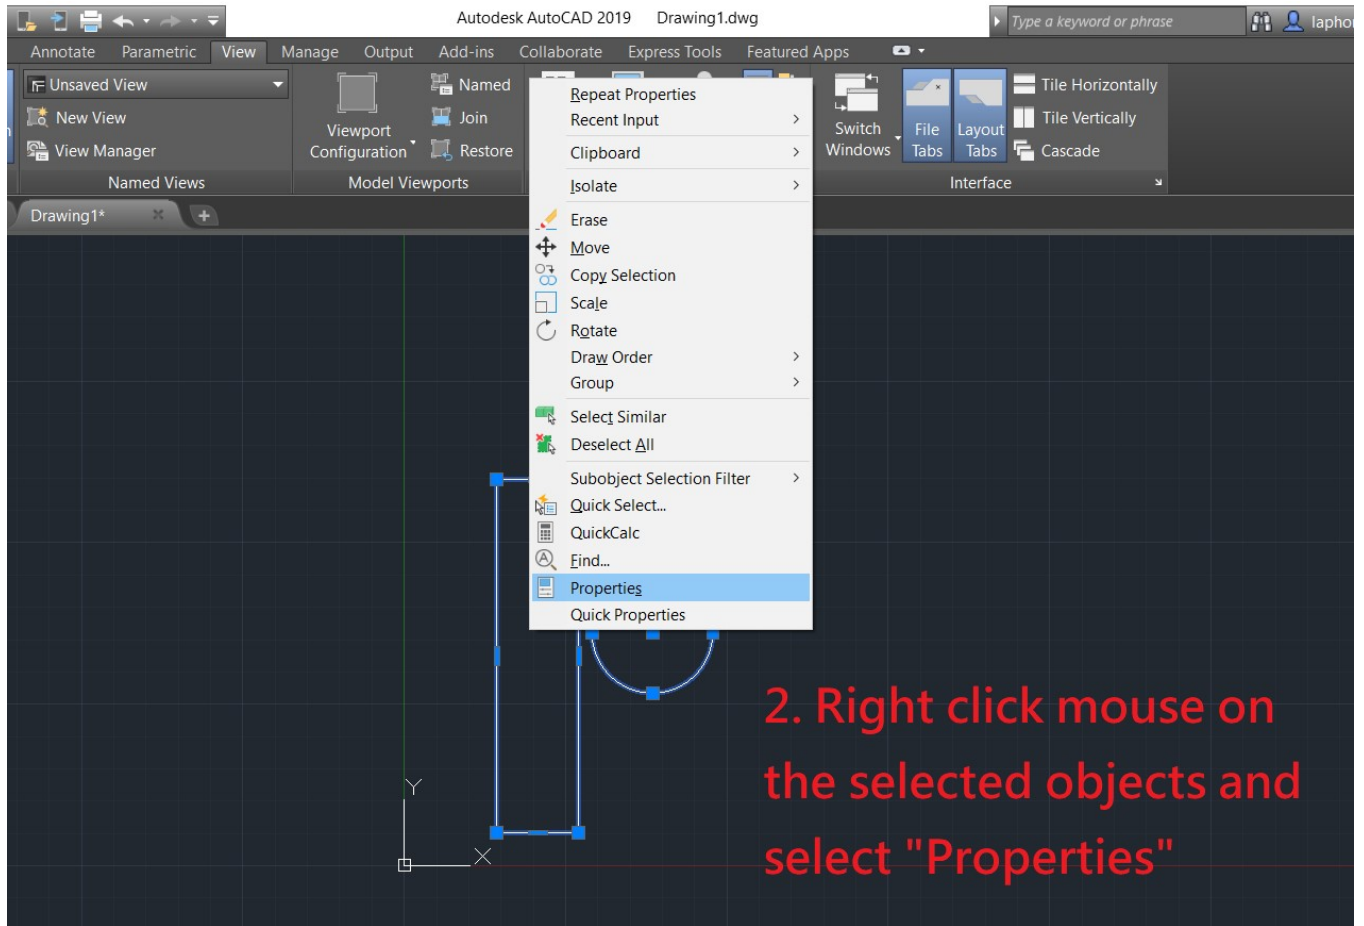 Autodesk AutoCAD 2019 Drawing1.dwg
Type a keyword or phrase
Annotate Parametric View Manage Output Add-ins Collaborate Express Tools Featured Apps
Unsaved View
New View
View Manager
Named Views
Viewport
Configuration
Named
Join
Restore
Model Viewports
Switch
Windows
File
Tabs
Layout
Tabs
Tile Horizontally
Tile Vertically
Cascade
Interface
Drawing1*
Repeat Properties
Recent Input
Clipboard
Isolate
Erase
Move
Copy Selection
Scale
Rotate
Draw Order
Group
Select Similar
Deselect All
Subobject Selection Filter
Quick Select...
QuickCalc
Find...
Properties
Quick Properties
Y
X
2. Right click mouse on
the selected objects and
select "Properties"